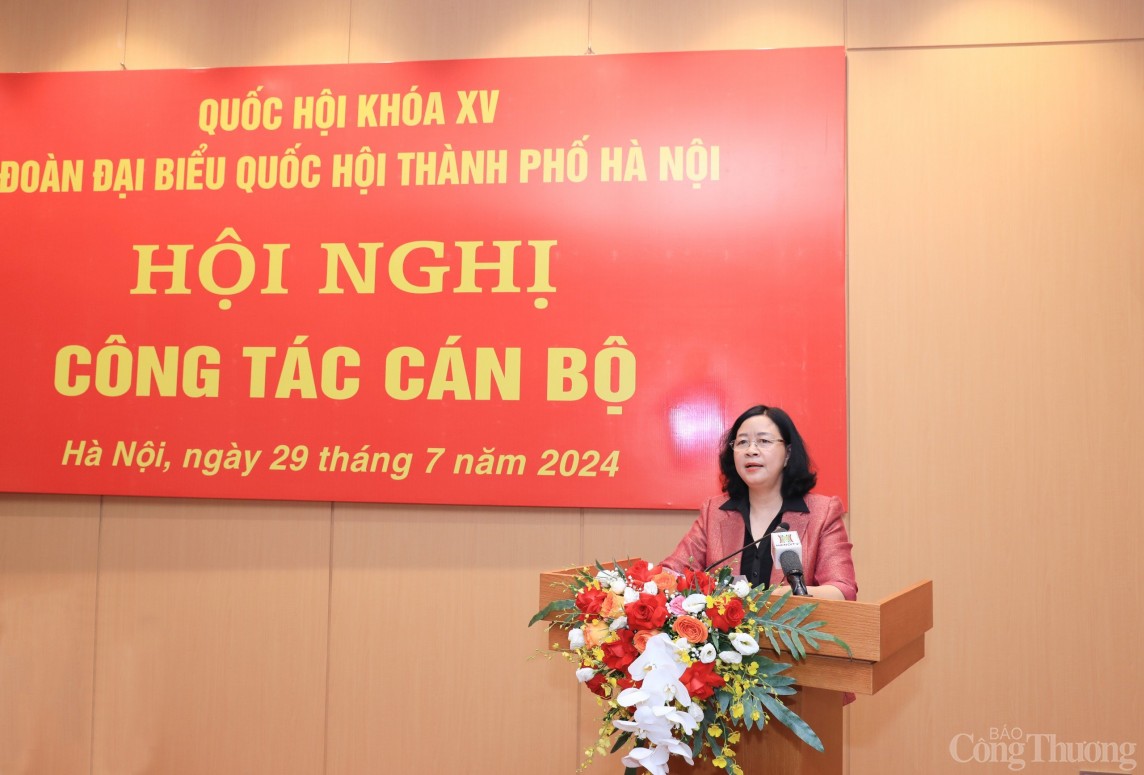 QUỐC HỘI KHÓA XV
ĐOÀN ĐẠI BIỂU QUỐC HỘI THÀNH PHỐ HÀ NỘI
HỘI NGHỊ
CÔNG TÁC CÁN BỘ
Hà Nội, ngày 29 tháng 7 năm 2024
BÁO
Công Thương